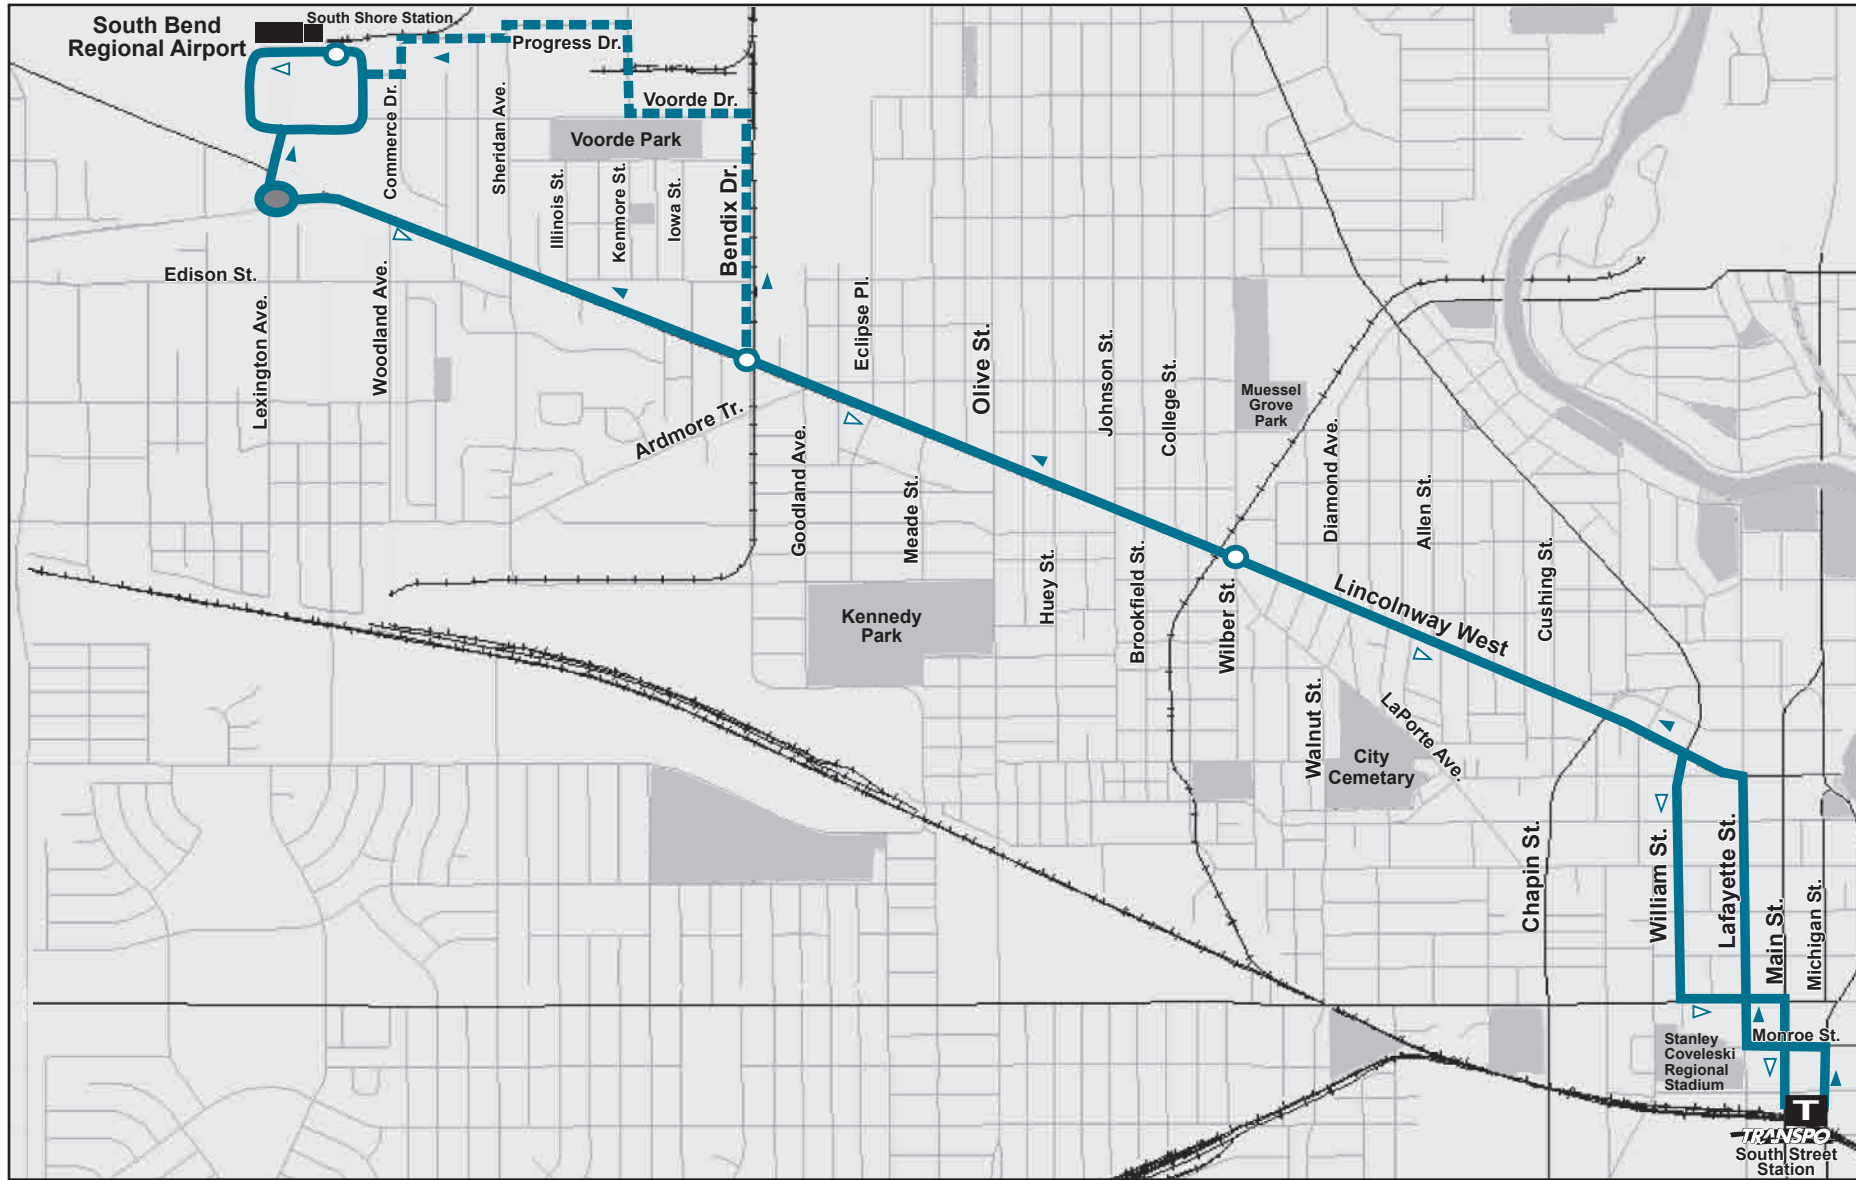 South Bend
Regional Airport
South Shore Station
Progress Dr.
Voorde Dr.
Voorde Park
Commerce Dr.
Sheridan Ave.
Illinois St.
Kenmore St.
Iowa St.
Bendix Dr.
Edison St.
Lexington Ave.
Woodland Ave.
Ardmore Tr.
Eclipse Pl.
Olive St.
Johnson St.
College St.
Muessel
Grove
Park
Goodland Ave.
Meade St.
Diamond Ave.
Allen St.
Huey St.
Brookfield St.
Wilber St.
Lincolnway West
Cushing St.
Kennedy
Park
Walnut St.
LaPorte Ave.
City
Cemetary
Chapin St.
William St.
Lafayette St.
Main St.
Michigan St.
Monroe St.
Stanley
Coveleski
Regional
Stadium
T
TRANSPO
South Street
Station